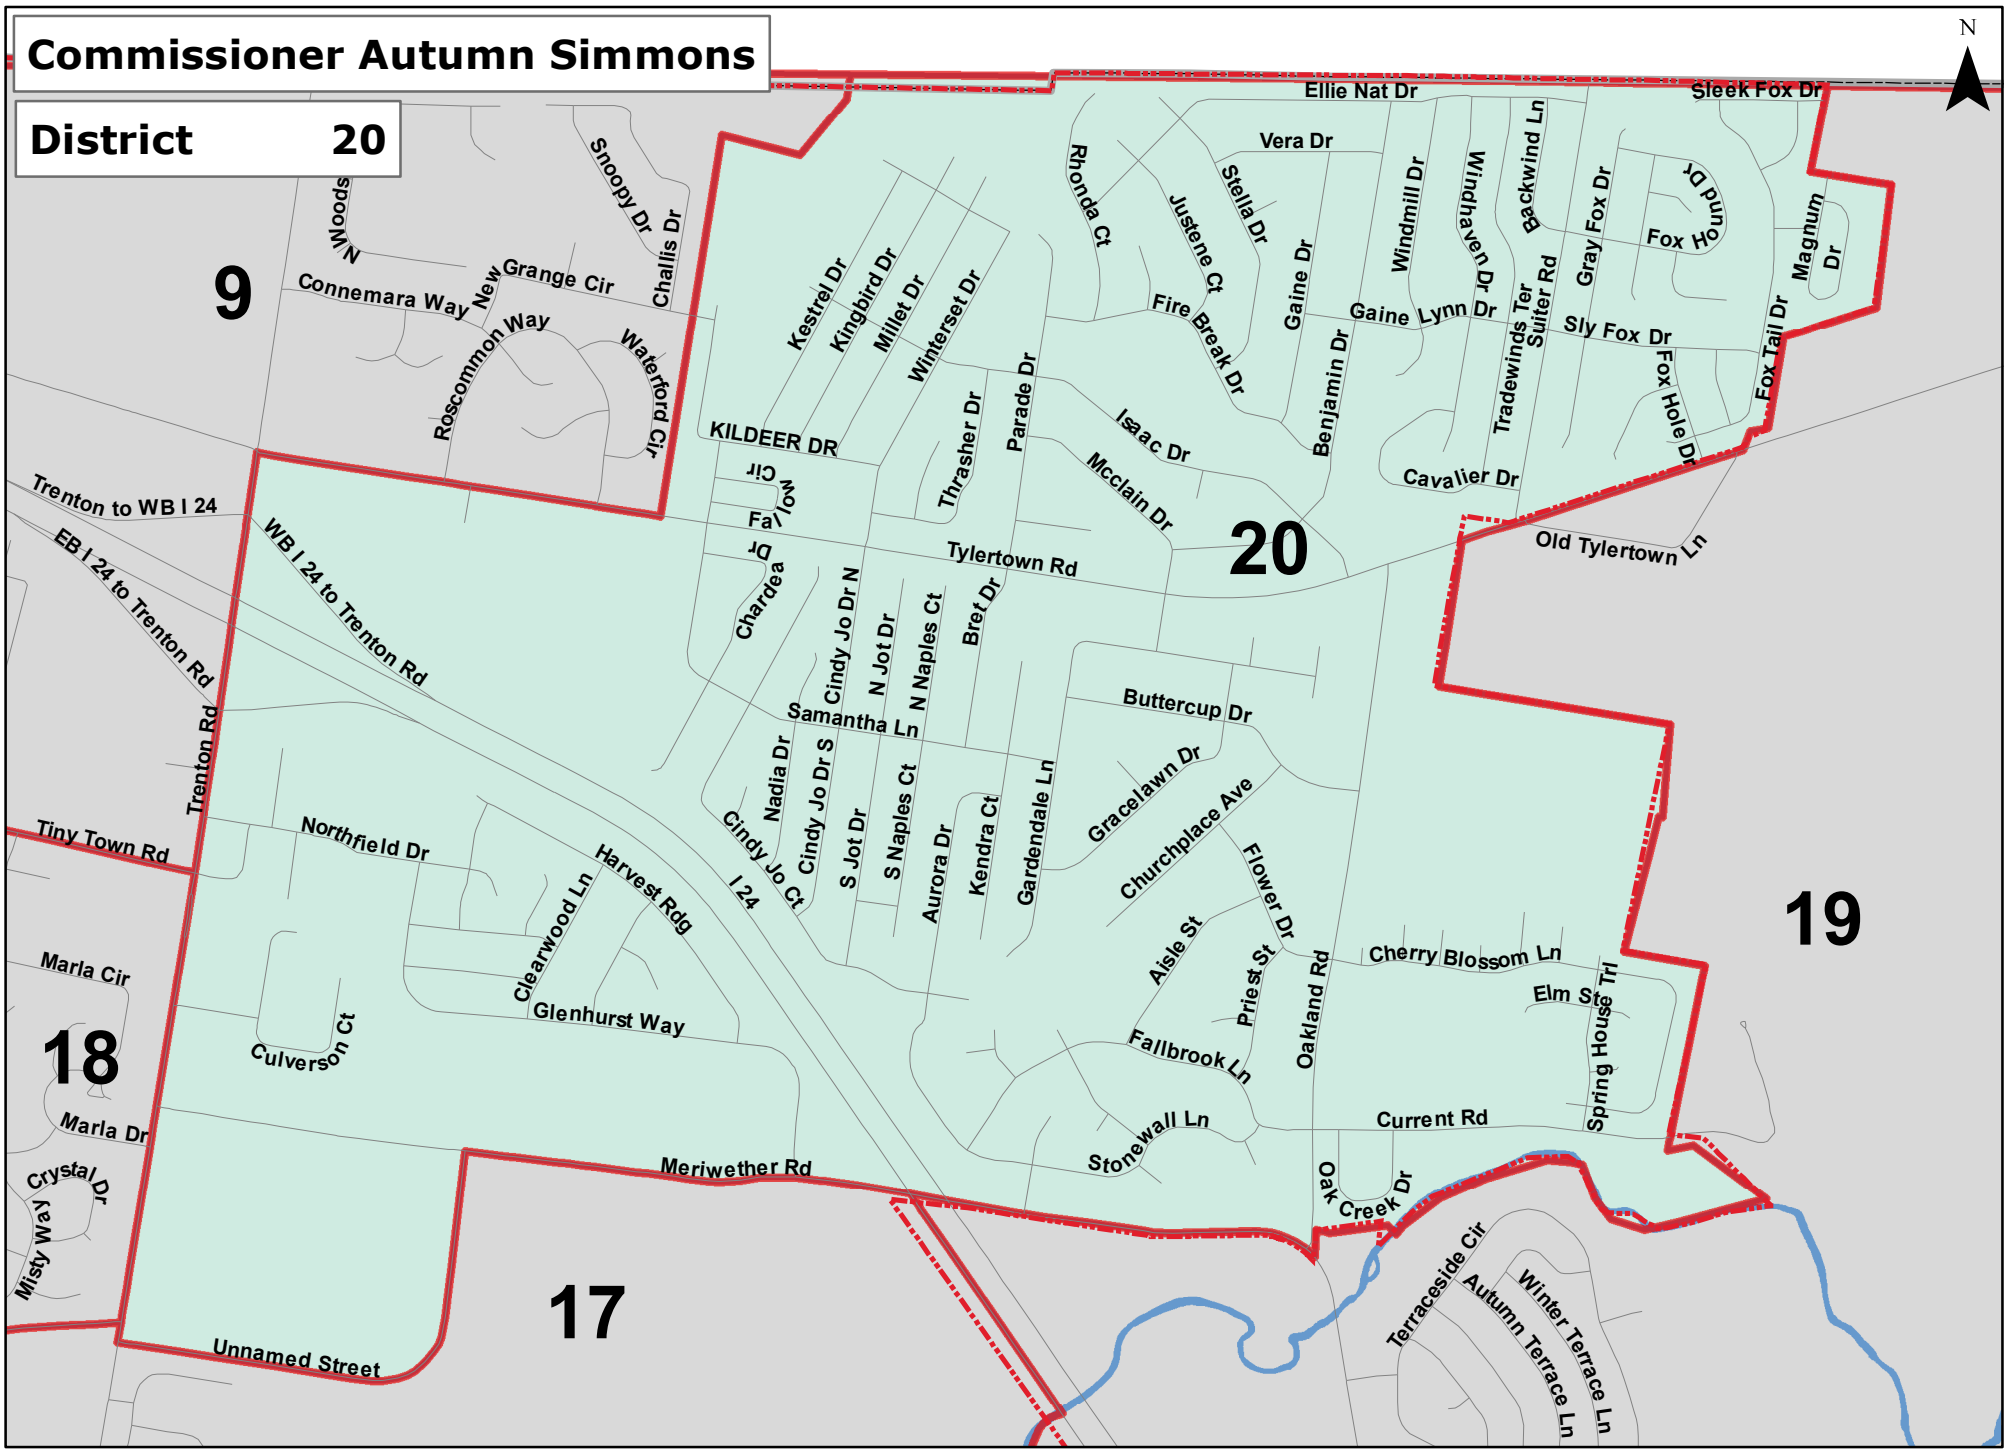 Commissioner Autumn Simmons
District 20
N
Ellie Nat Dr
Sleek Fox Dr
Vera Dr
Snoopy Dr
N Woods
Challis Dr
New Grange Cir
Connemara Way
Roscommon Way
Waterford Cir
9
Kestrel Dr
Kingbird Dr
Millet Dr
Winterset Dr
Rhonda Ct
Justene Ct
Stella Dr
Fire Break Dr
Gaine Dr
Windmill Dr
Windhaven Dr
Backwind Ln
Gray Fox Dr
Fox Hound Dr
Magnum Dr
Gaine Lynn Dr
Tradewinds Ter
Suiter Rd
Sly Fox Dr
Fox Tail Dr
Fox Hole Dr
Benjamin Dr
Parade Dr
Thrasher Dr
Isaac Dr
Mcclain Dr
Cavalier Dr
KILDEER DR
Fallow Cir
Chardea Dr
20
Tylertown Rd
Old Tylertown Ln
Trenton to WB I 24
EB I 24 to Trenton Rd
WB I 24 to Trenton Rd
Trenton Rd
Cindy Jo Dr N
N Jot Dr
N Naples Ct
Bret Dr
Samantha Ln
Buttercup Dr
Nadia Dr
Cindy Jo Dr S
S Jot Dr
S Naples Ct
Aurora Dr
Kendra Ct
Gardendale Ln
Gracelawn Dr
Churchplace Ave
Cindy Jo Ct
I 24
Tiny Town Rd
Northfield Dr
Harvest Rdg
Clearwood Ln
Glenhurst Way
Culverson Ct
Flower Dr
Aisle St
Priest St
Oakland Rd
Cherry Blossom Ln
Elm St
Spring House Trl
19
Marla Cir
18
Marla Dr
Crystal Dr
Misty Way
Fallbrook Ln
Stonewall Ln
Current Rd
Meriwether Rd
Oak Creek Dr
17
Unnamed Street
Terraceside Cir
Autumn Terrace Ln
Winter Terrace Ln